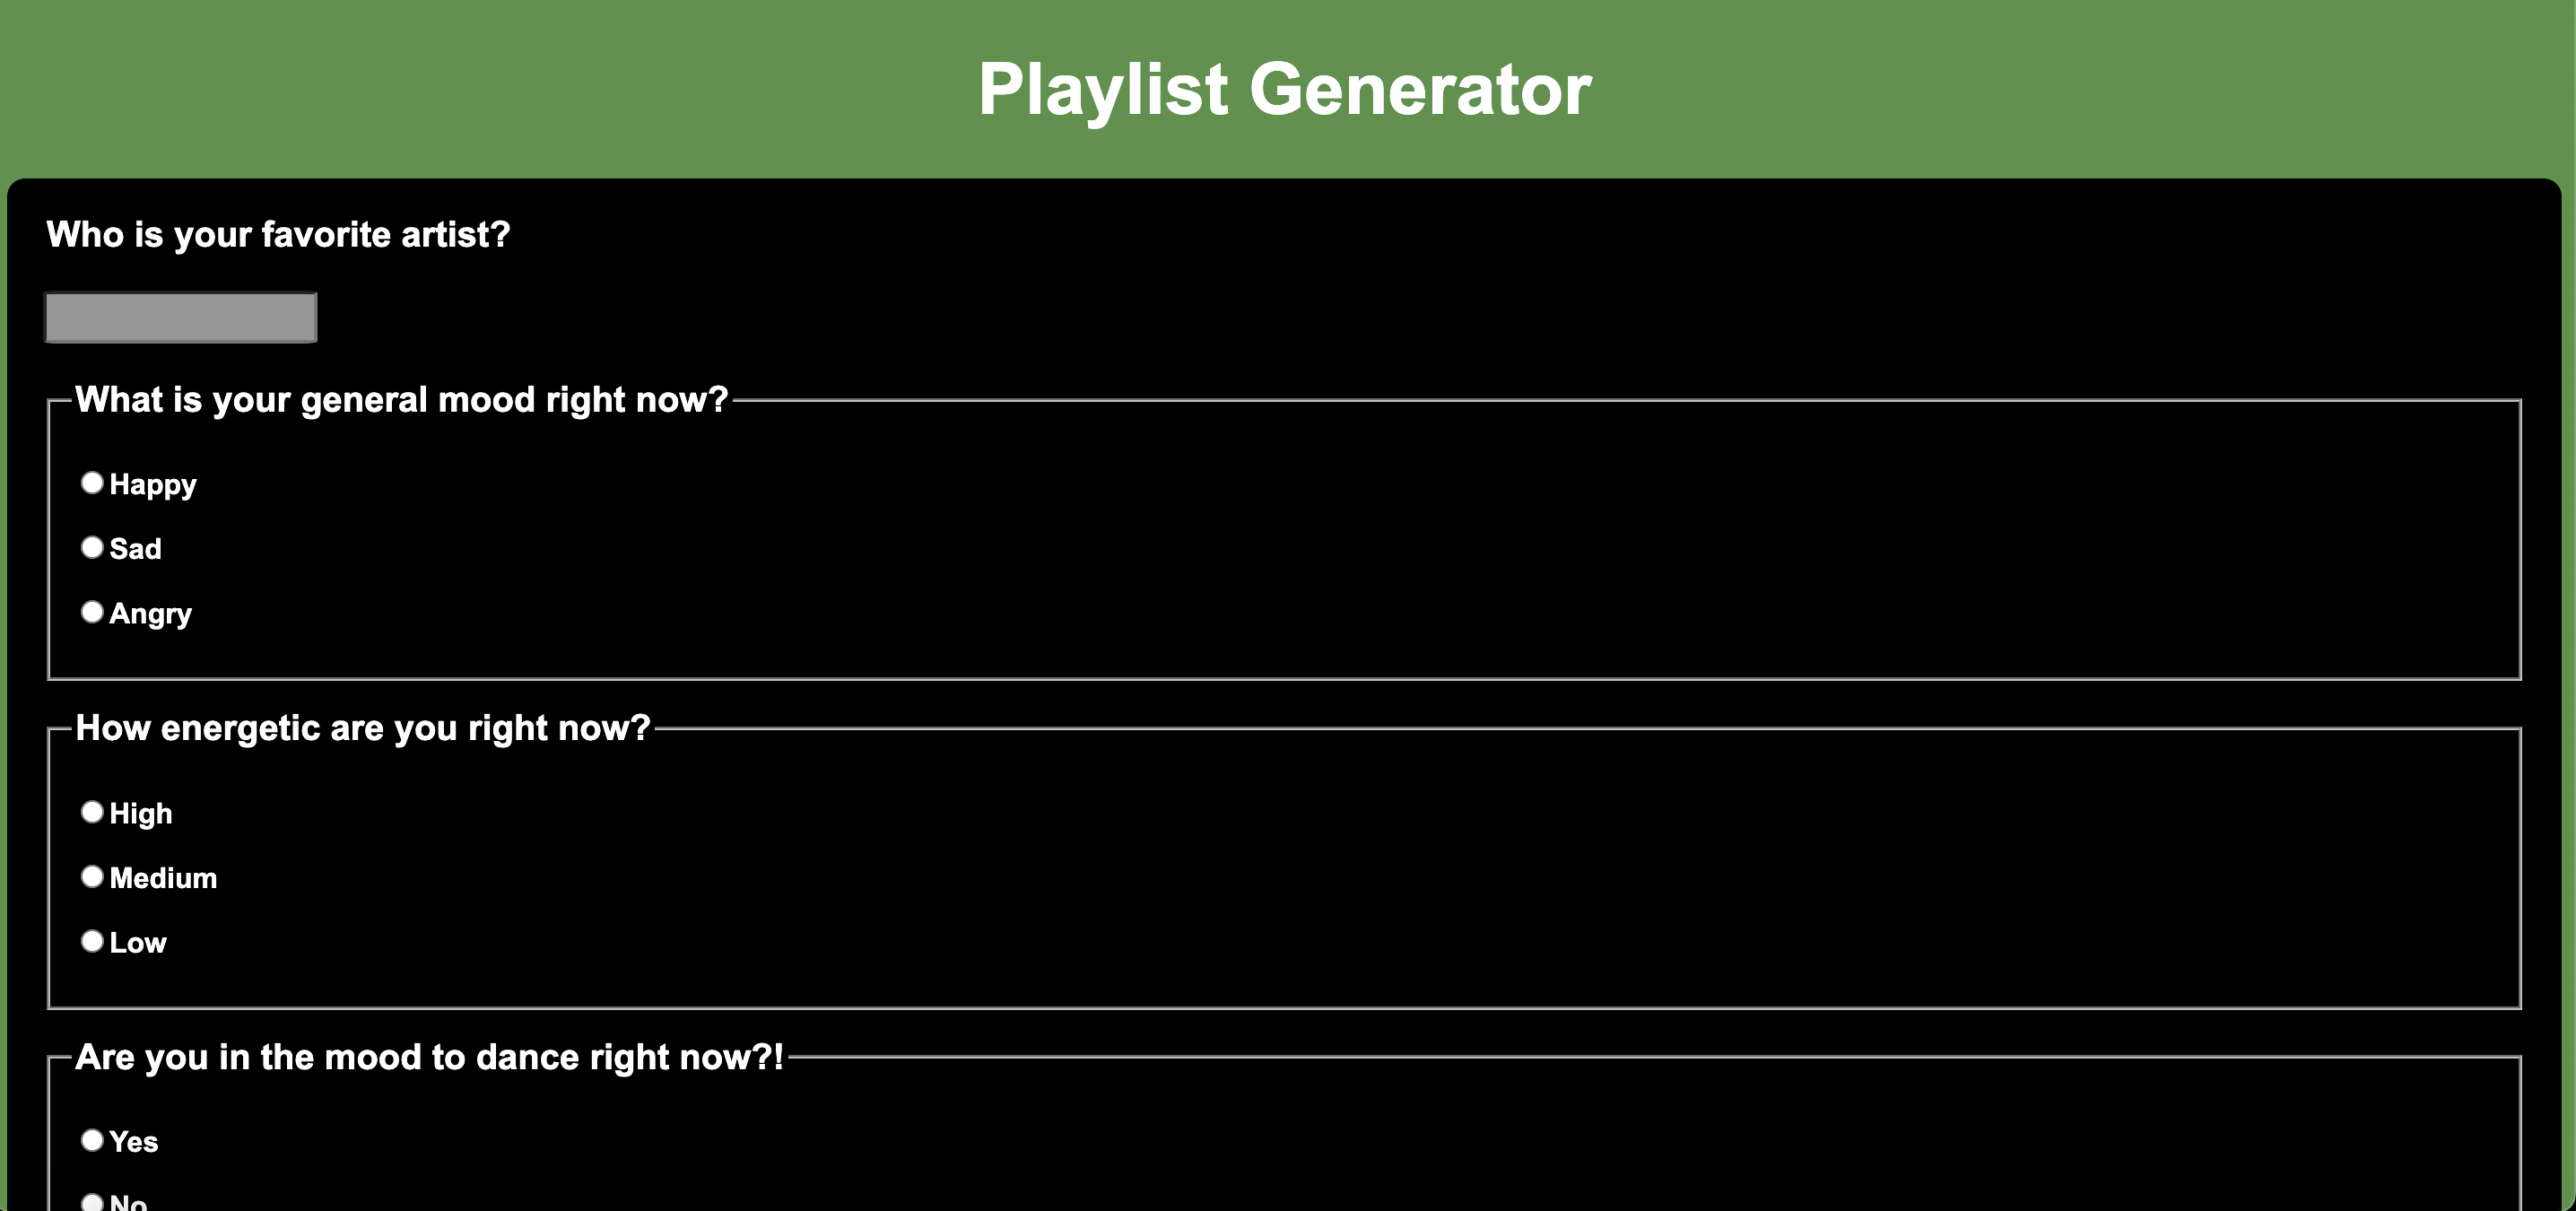 Playlist Generator
Who is your favorite artist?
What is your general mood right now?
Happy
Sad
Angry
How energetic are you right now?
High
Medium
Low
Are you in the mood to dance right now?!
Yes
No